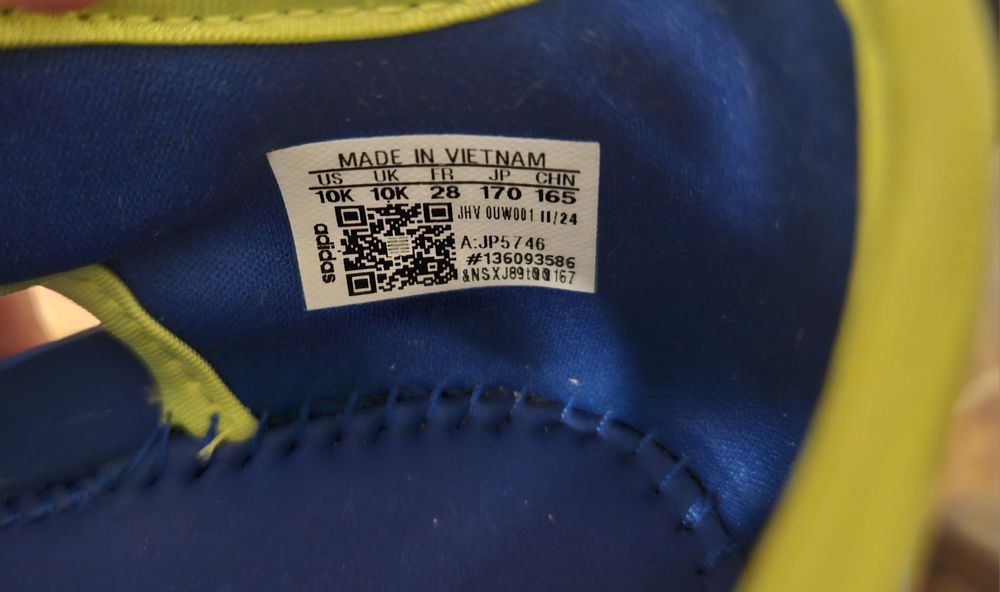 MADE IN VIETNAM
US UK FR JP CHN
10K 10K 28 170 165
adidas
JHV 0UW001 11/24
A:JP5746
#136093586